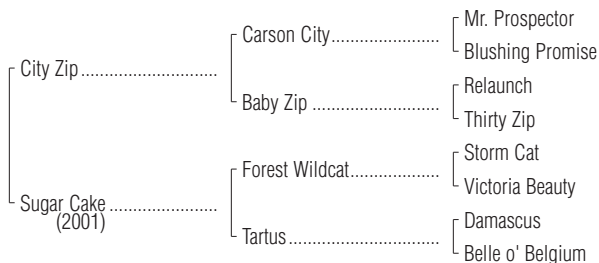 Mr. Prospector
Carson City
Blushing Promise
City Zip
Relaunch
Baby Zip
Thirty Zip
Storm Cat
Forest Wildcat
Victoria Beauty
Sugar Cake
(2001)
Damascus
Tartus
Belle o' Belgium